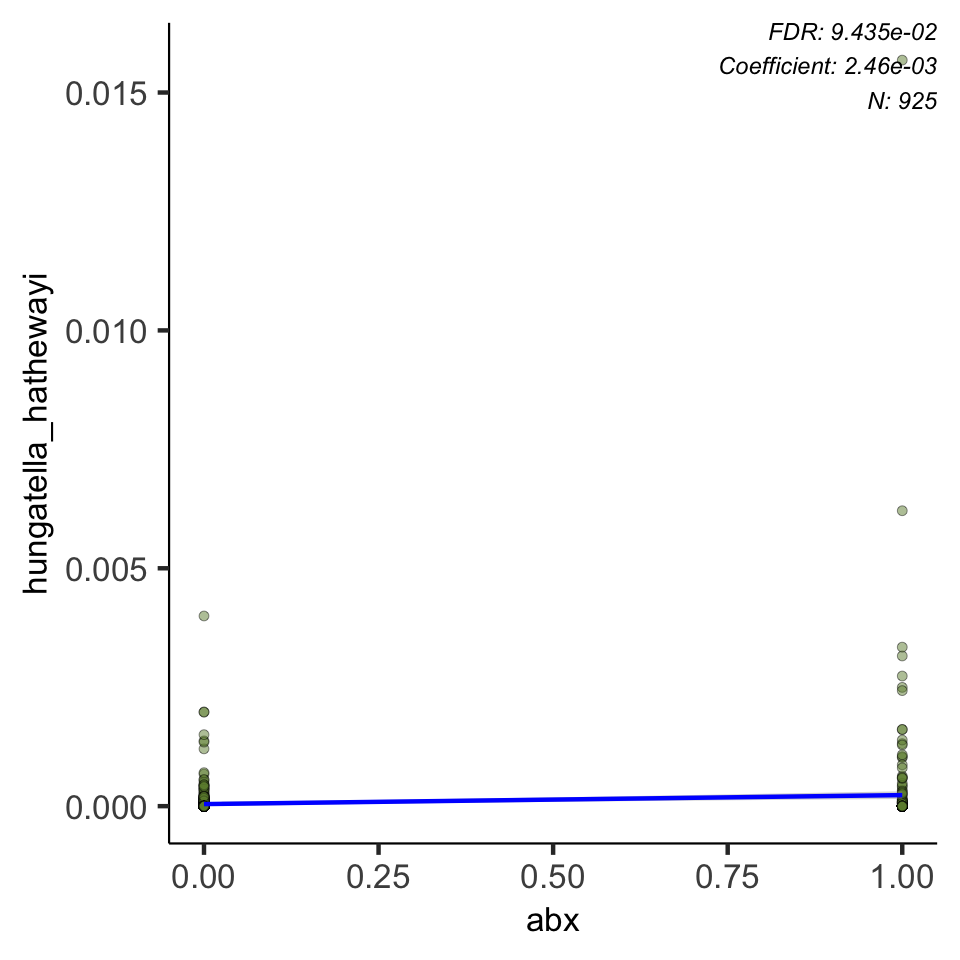 FDR: 9.435e-02
Coefficient: 2.46e-03
N: 925
0.015
0.010
0.005
0.000
hungatella_hathewayi
0.00 0.25 0.50 0.75 1.00
abx